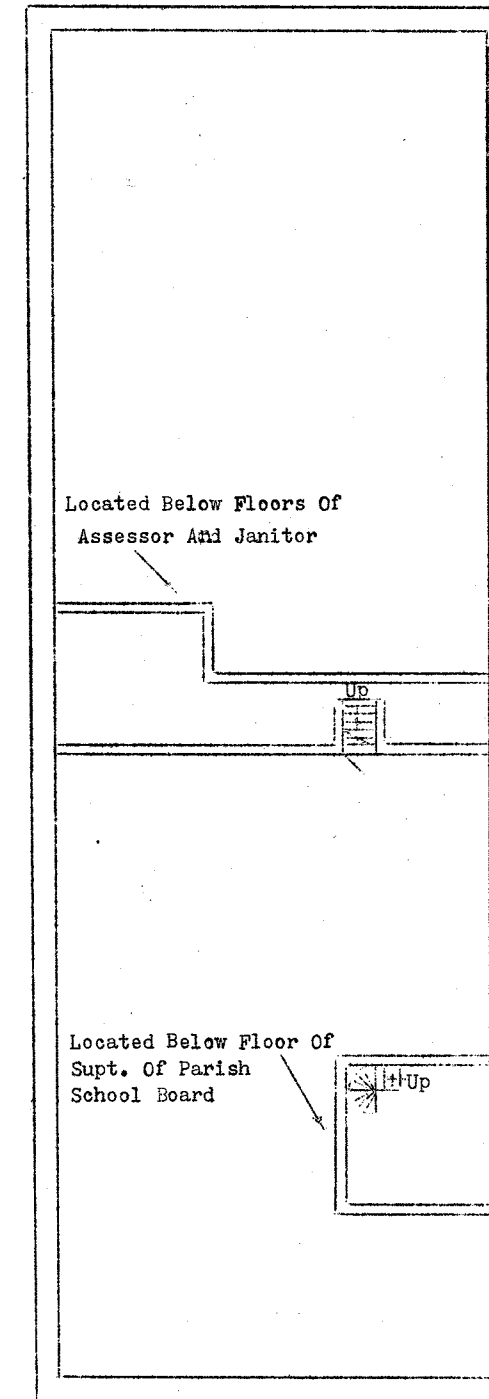 Located Below Floors Of
Assessor And Janitor
Up
Located Below Floor Of
Supt. Of Parish
School Board
Up